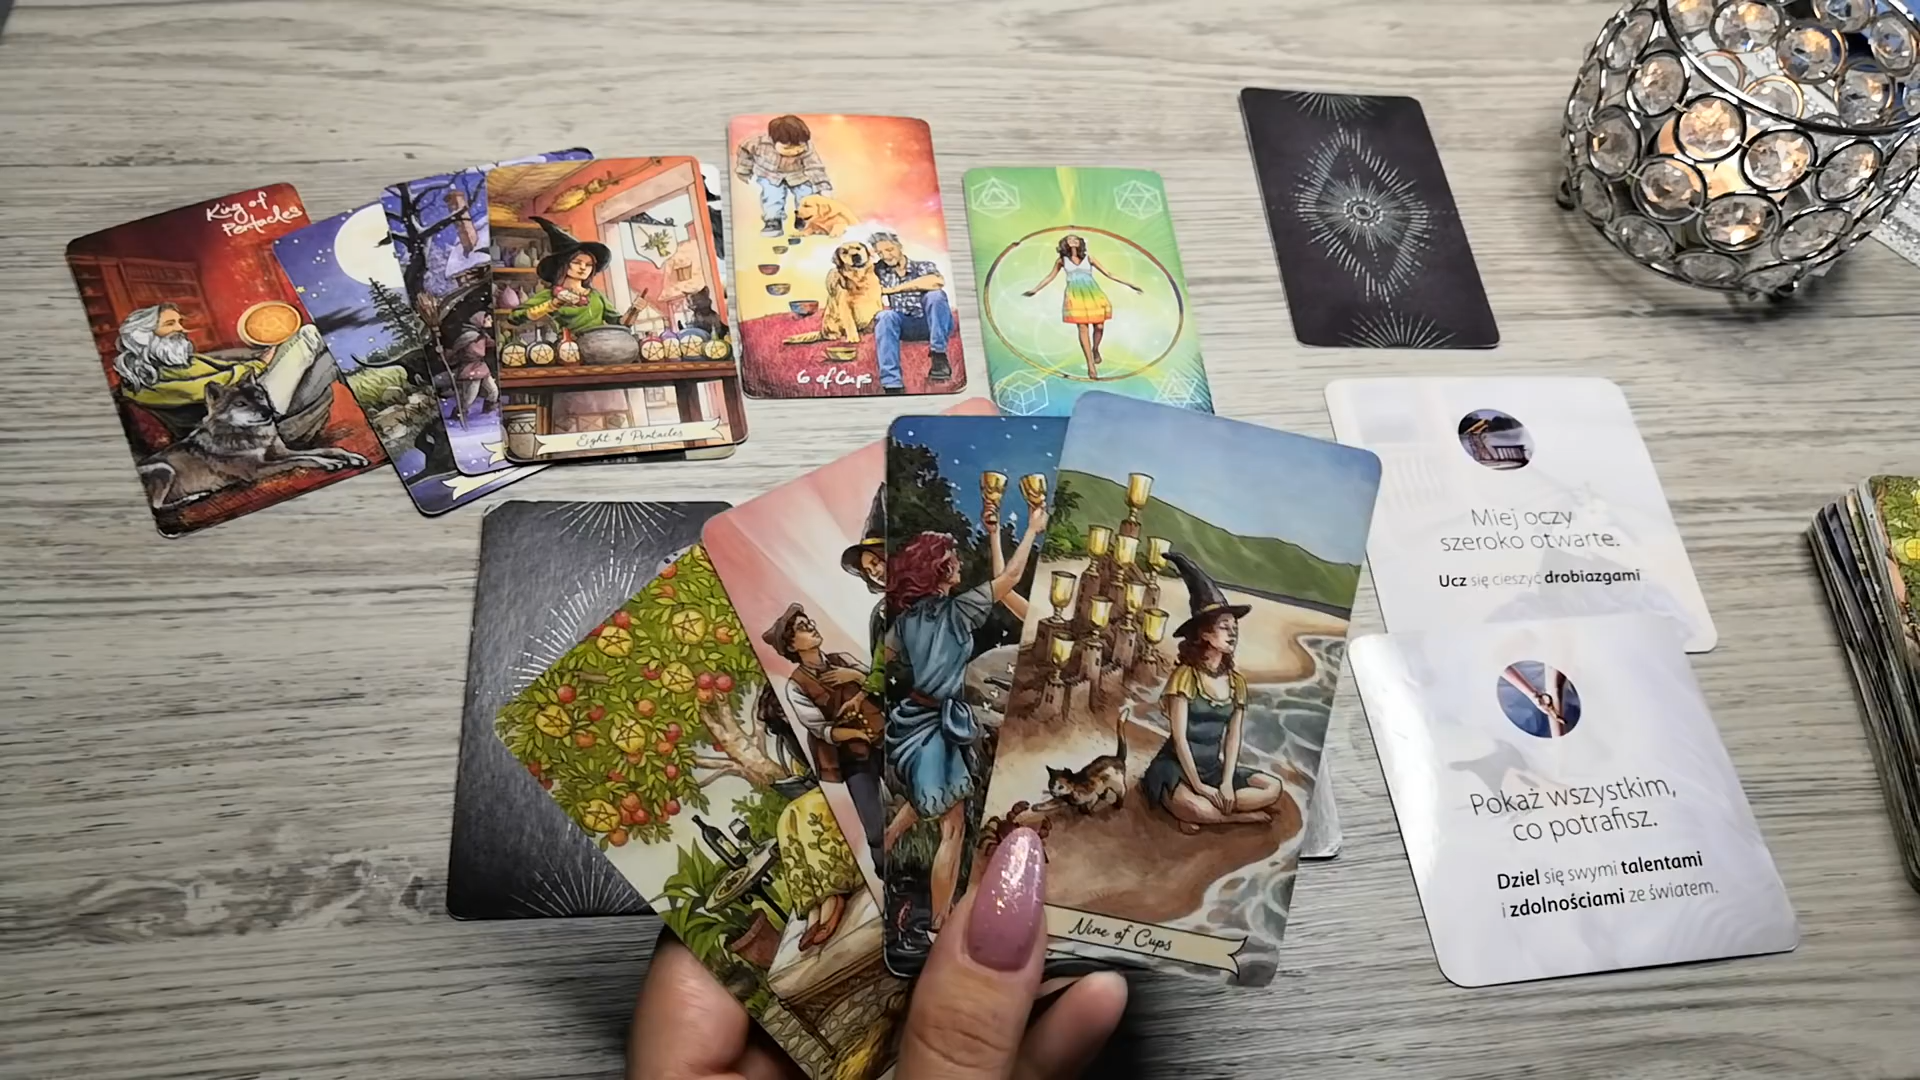 King of
Pentacles
Eight of Pentacles
6 of Cups
Nine of Cups
Miej oczy
szeroko otwarte.
Ucz się cieszyć drobiazgami
Pokaż wszystkim,
co potrafisz.
Dziel się swymi talentami
i zdolnościami ze światem.